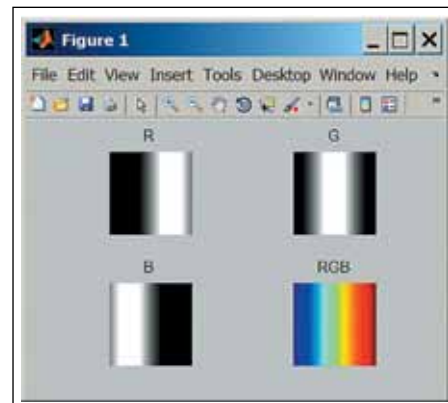 Figure 1
File Edit View Insert Tools Desktop Window Help
R G
B RGB